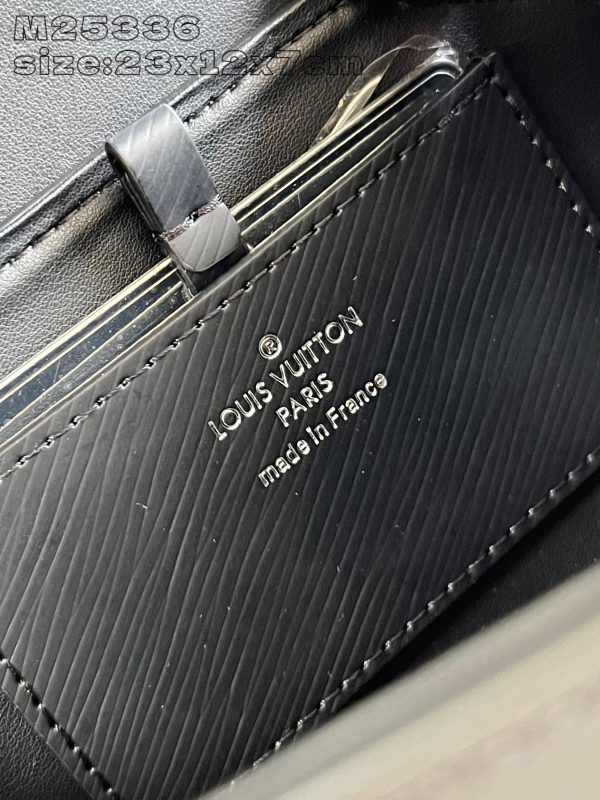 M25336
size:23x12x7cm
®
LOUIS VUITTON
PARIS
made in France